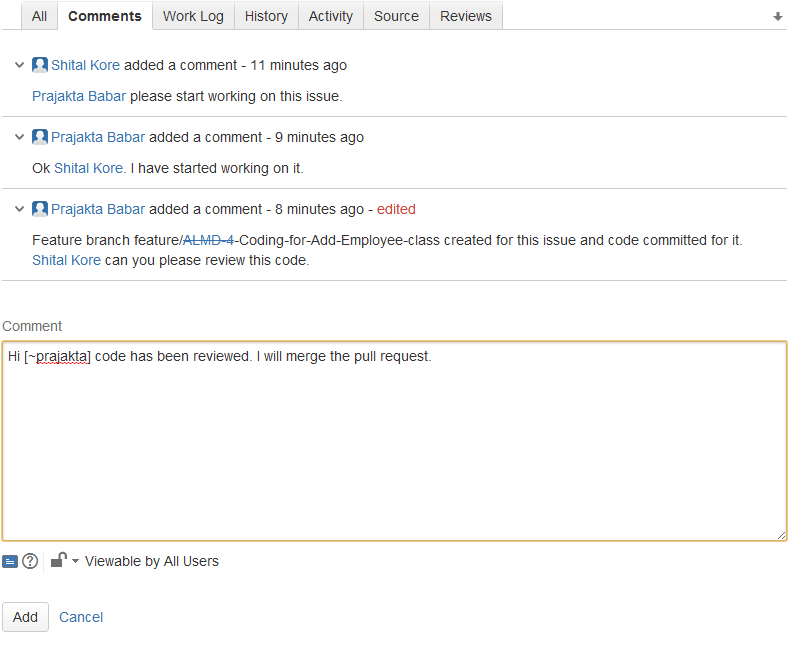 All Comments Work Log History Activity Source Reviews
Shital Kore added a comment - 11 minutes ago
Prajakta Babar please start working on this issue.
Prajakta Babar added a comment - 9 minutes ago
Ok Shital Kore. I have started working on it.
Prajakta Babar added a comment - 8 minutes ago - edited
Feature branch feature/ALMD-4-Coding-for-Add-Employee-class created for this issue and code committed for it.
Shital Kore can you please review this code.
Comment
Hi [~prajakta] code has been reviewed. I will merge the pull request.
Viewable by All Users
Add Cancel